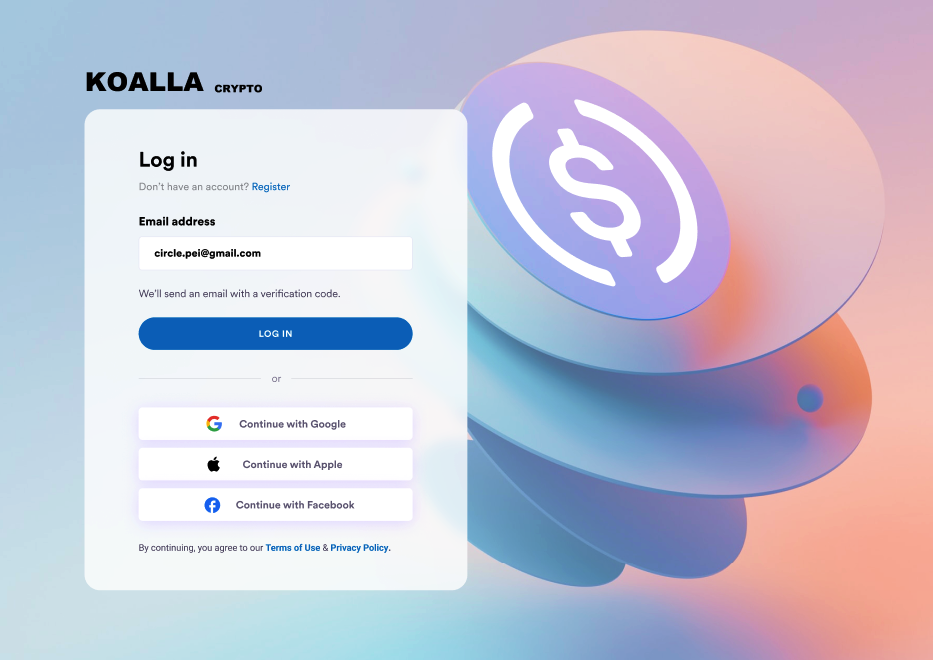 KOALLA CRYPTO
Log in
Don't have an account? Register
Email address
circle.pei@gmail.com
We'll send an email with a verification code.
LOG IN
or
Continue with Google
Continue with Apple
Continue with Facebook
By continuing, you agree to our Terms of Use & Privacy Policy.
$